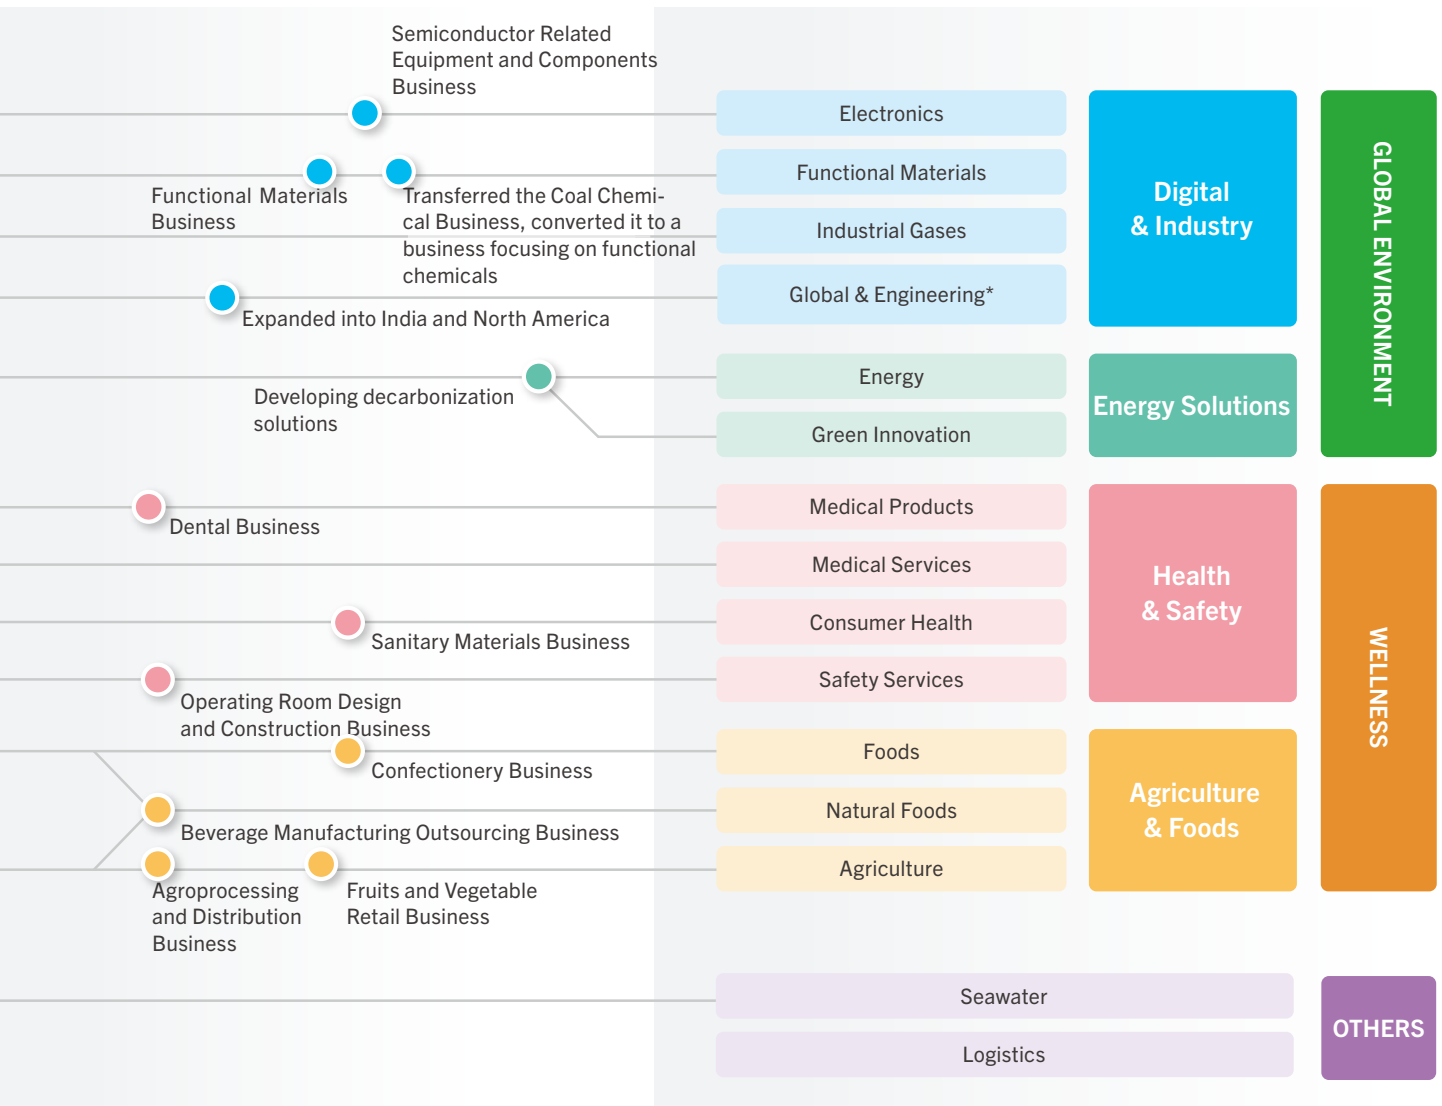 Semiconductor Related
Equipment and Components
Business
Electronics
Functional Materials
Functional Materials
Business
Transferred the Coal Chemi-
cal Business, converted it to a
business focusing on functional
chemicals
Industrial Gases
Global & Engineering*
Expanded into India and North America
Digital
& Industry
Energy
Developing decarbonization
solutions
Green Innovation
Energy Solutions
GLOBAL ENVIRONMENT
Medical Products
Dental Business
Medical Services
Consumer Health
Sanitary Materials Business
Safety Services
Operating Room Design
and Construction Business
Health
& Safety
Foods
Confectionery Business
Natural Foods
Beverage Manufacturing Outsourcing Business
Agriculture
Agroprocessing
and Distribution
Business
Fruits and Vegetable
Retail Business
Agriculture
& Foods
WELLNESS
Seawater
Logistics
OTHERS